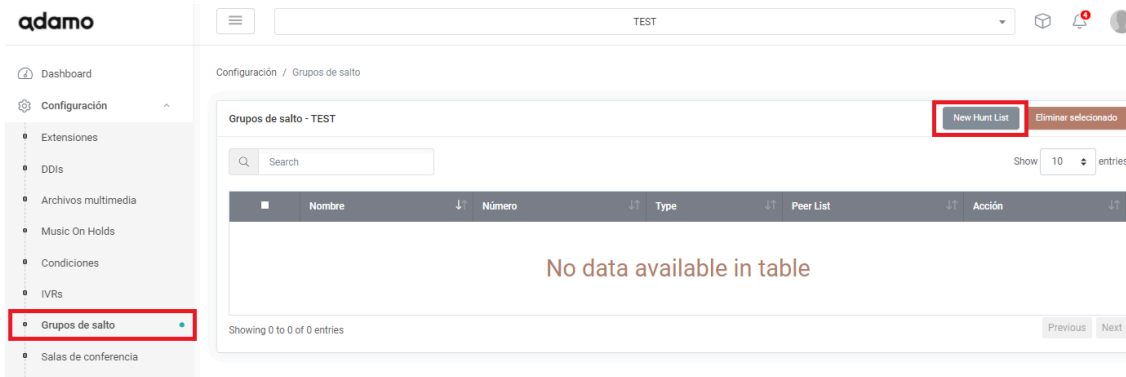 adamo
TEST
4
Dashboard
Configuración
Extensiones
DDIs
Archivos multimedia
Music On Holds
Condiciones
IVRs
Grupos de salto
Salas de conferencia
Configuración / Grupos de salto
Grupos de salto - TEST
New Hunt List
Eliminar selecionado
Search
Show 10 entries
Nombre Número Type Peer List Acción
No data available in table
Showing 0 to 0 of 0 entries
Previous Next